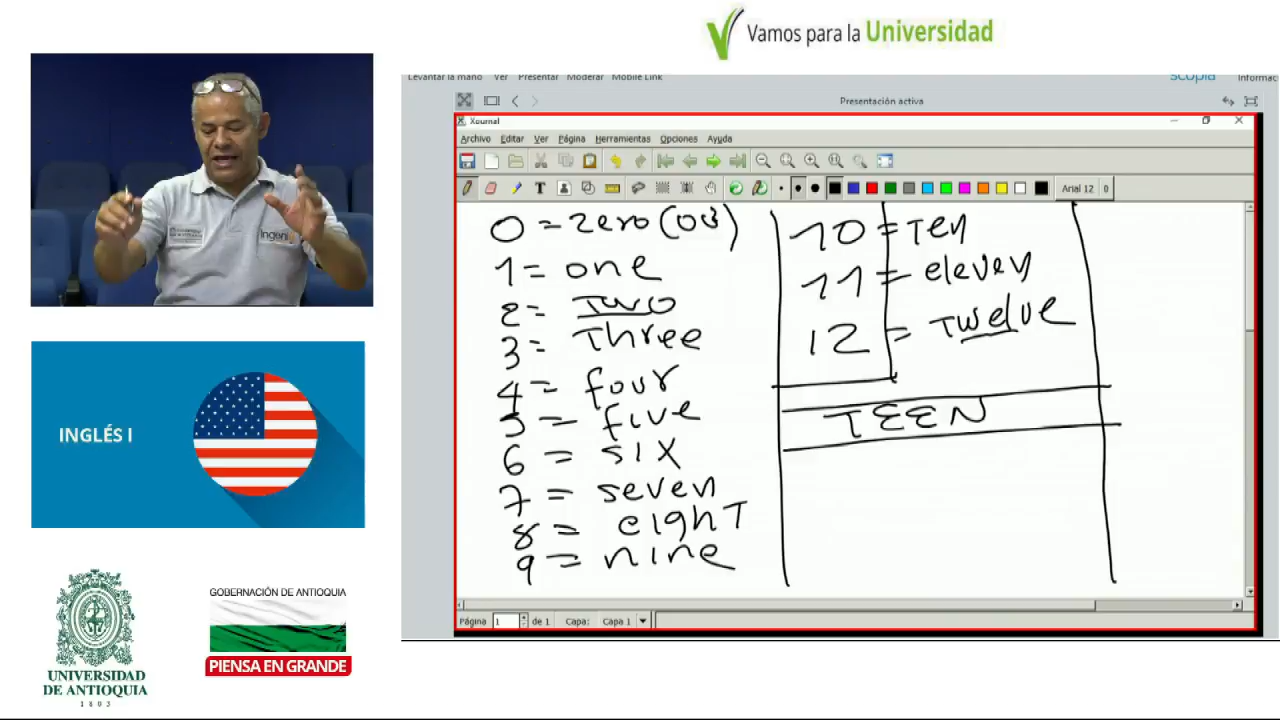 Vamos para la Universidad
Levantar la mano Ver Presentar Moderar Mobile Link
scopia
Informac
Presentación activa
Xournal
Archivo Editar Ver Página Herramientas Opciones Ayuda
Arial 12
0 = zero (
1 = one
2 = Two
3 = Three
4 = four
5 = five
6 = six
7 = seven
8 = eighT
9 = nine
10 = Ten
11 = eleven
12 = Twelve
TEEN
Página 1 de 1 Capa: Capa 1
Ingeni
INGLÉS I
UNIVERSIDAD
DE ANTIOQUIA
1803
GOBERNACIÓN DE ANTIOQUIA
PIENSA EN GRANDE